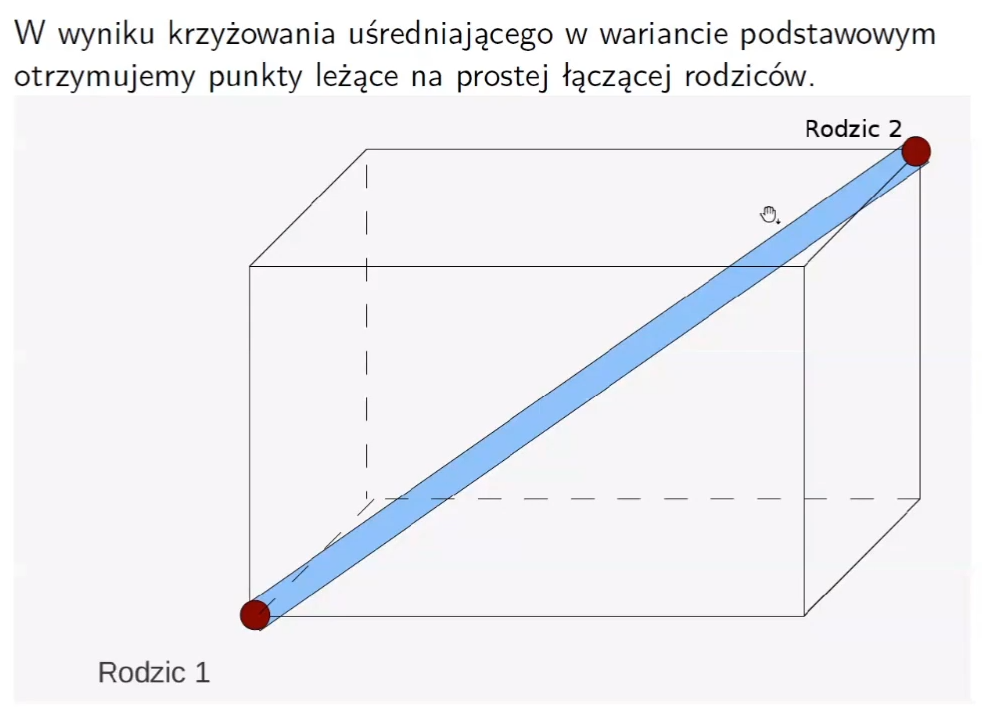 W wyniku krzyżowania uśredniającego w wariancie podstawowym
otrzymujemy punkty leżące na prostej łączącej rodziców.
Rodzic 2
Rodzic 1